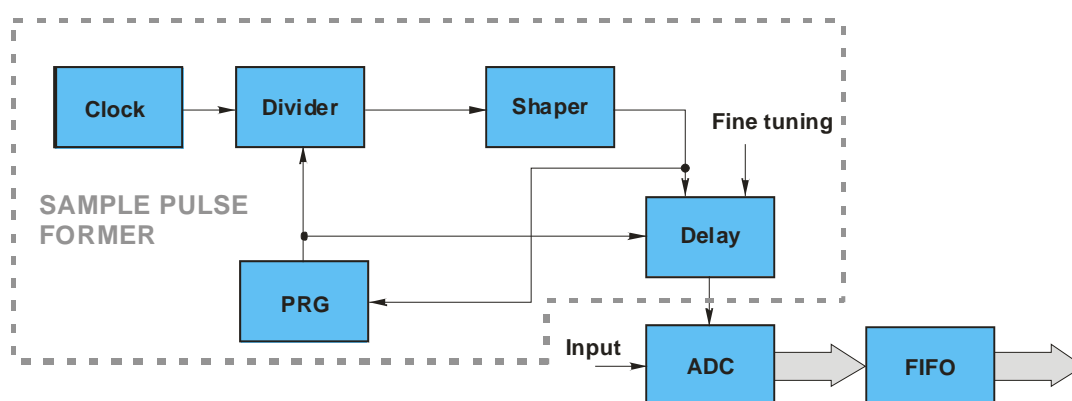 Clock
Divider
Shaper
Fine tuning
SAMPLE PULSE
FORMER
Delay
PRG
Input
ADC
FIFO